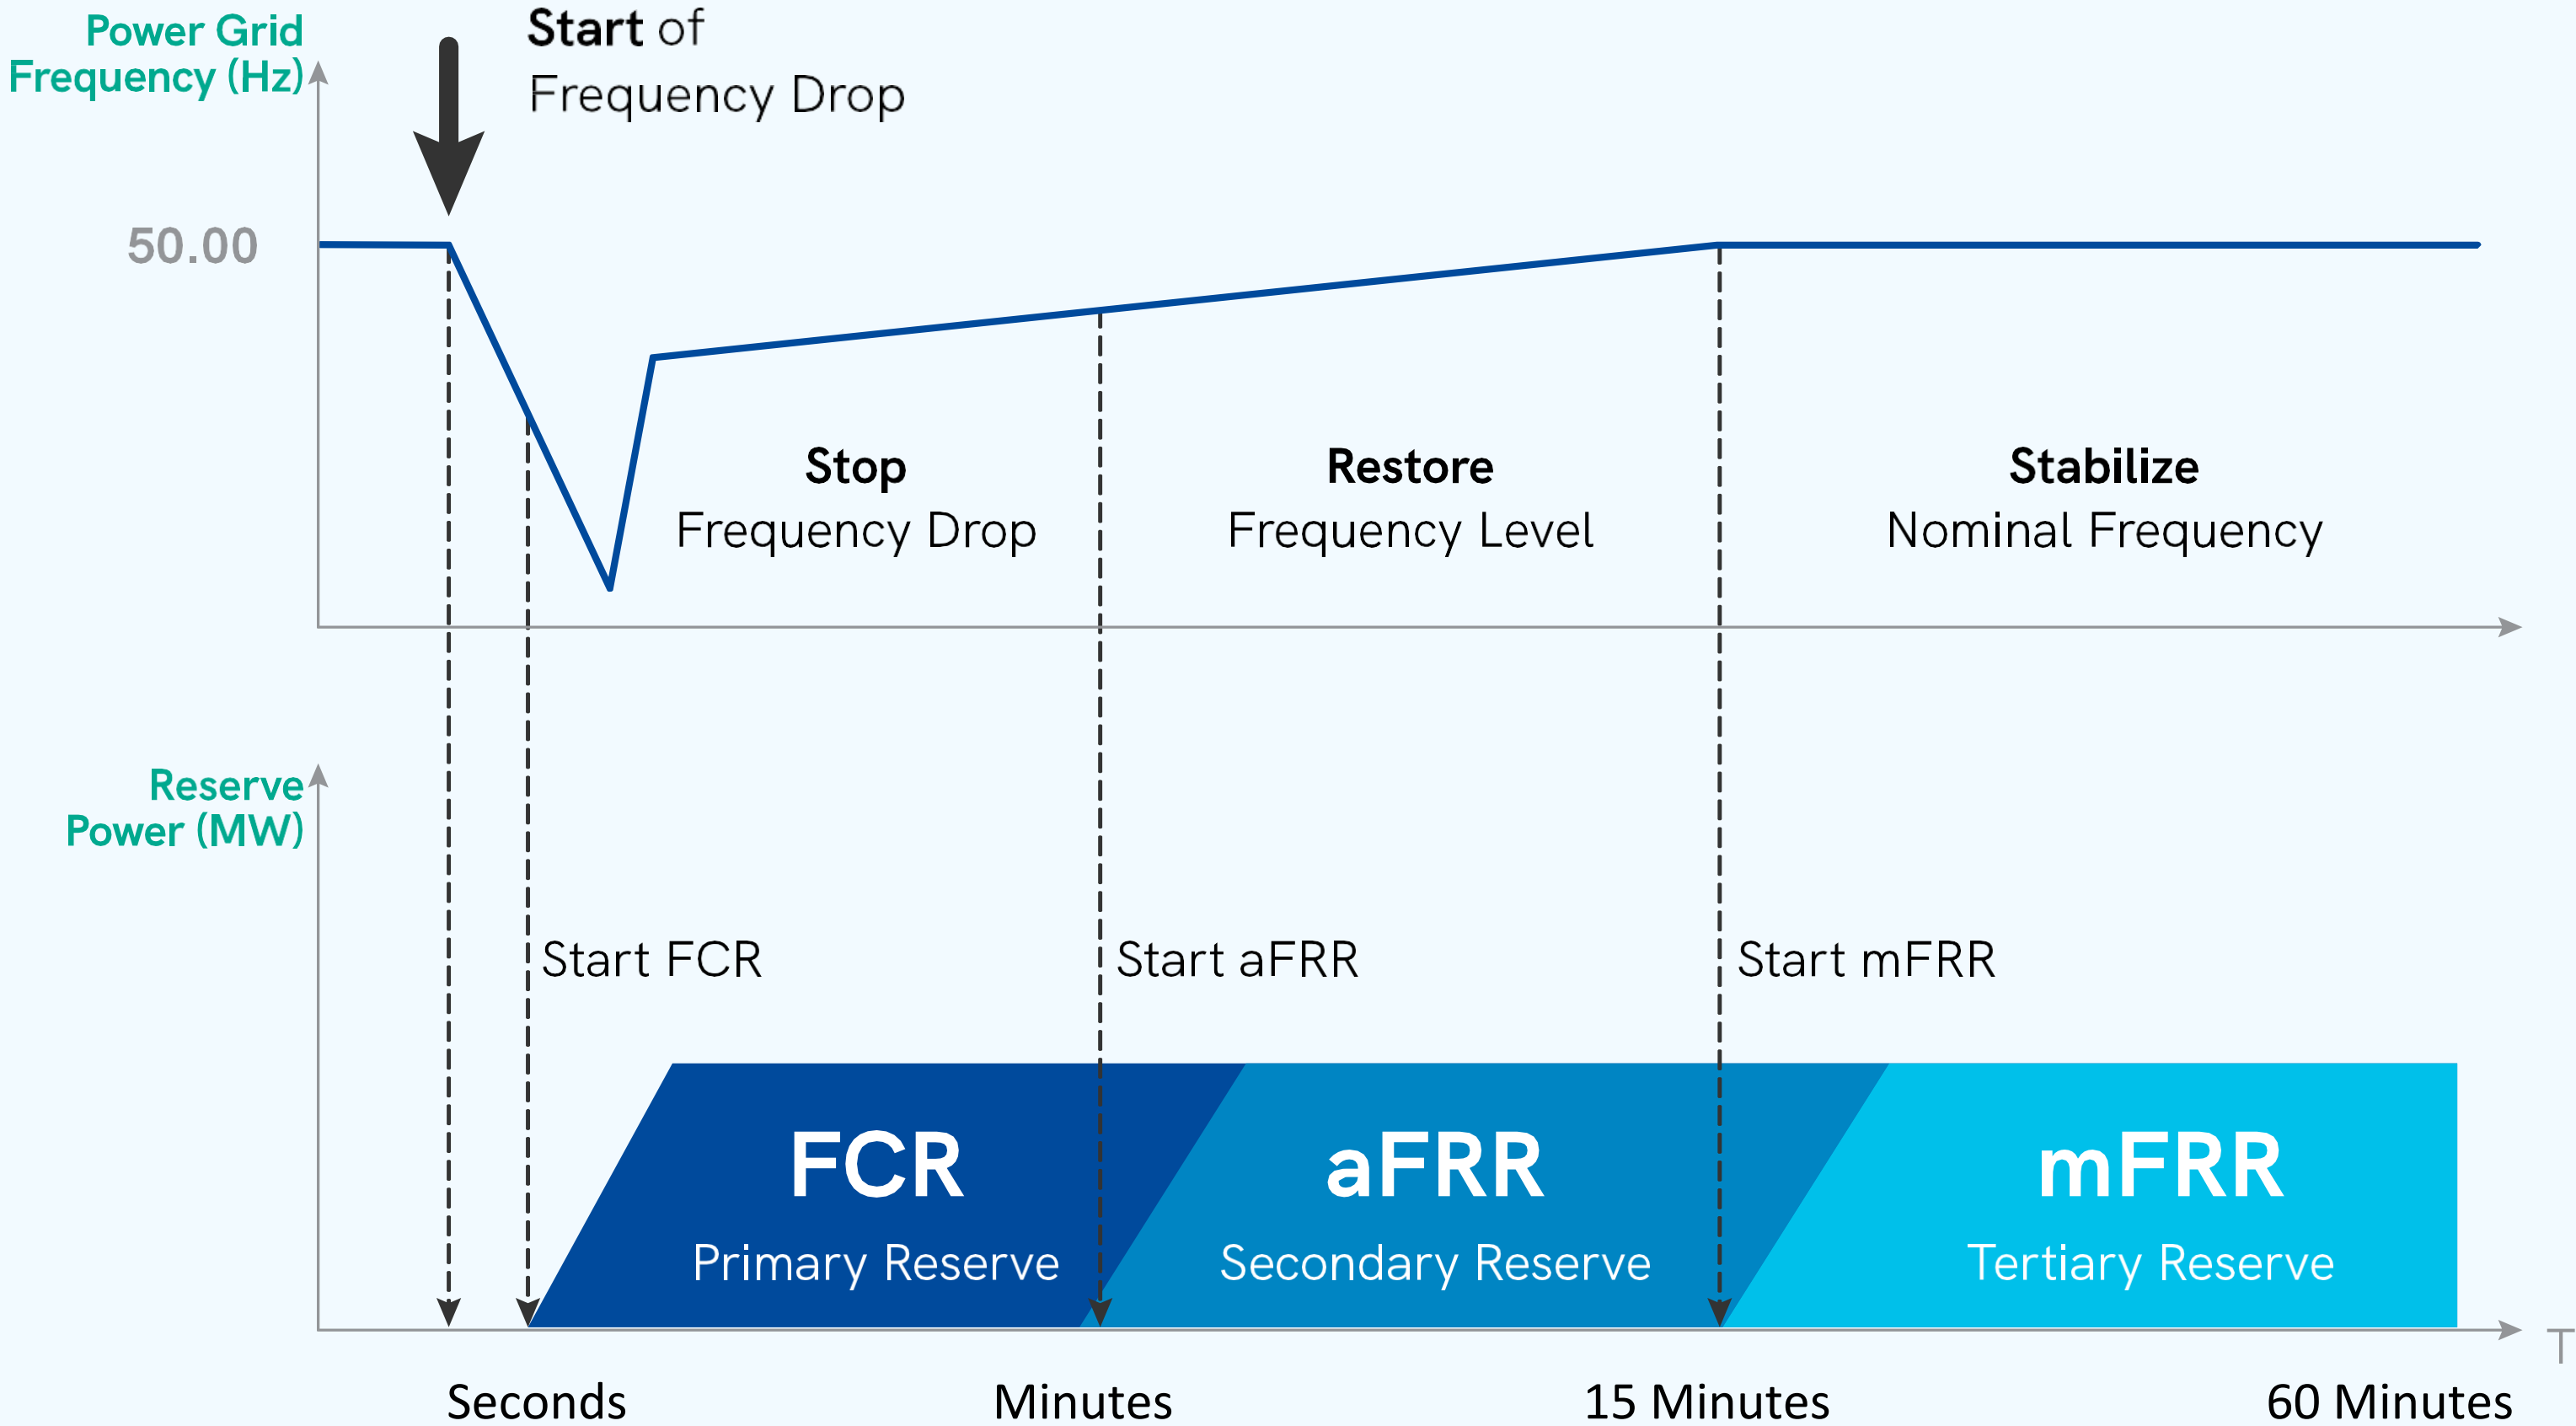 Power Grid
Frequency (Hz)
Start of
Frequency Drop
50.00
Stop
Frequency Drop
Restore
Frequency Level
Stabilize
Nominal Frequency
Reserve
Power (MW)
Start FCR
Start aFRR
Start mFRR
FCR
Primary Reserve
aFRR
Secondary Reserve
mFRR
Tertiary Reserve
T
Seconds
Minutes
15 Minutes
60 Minutes